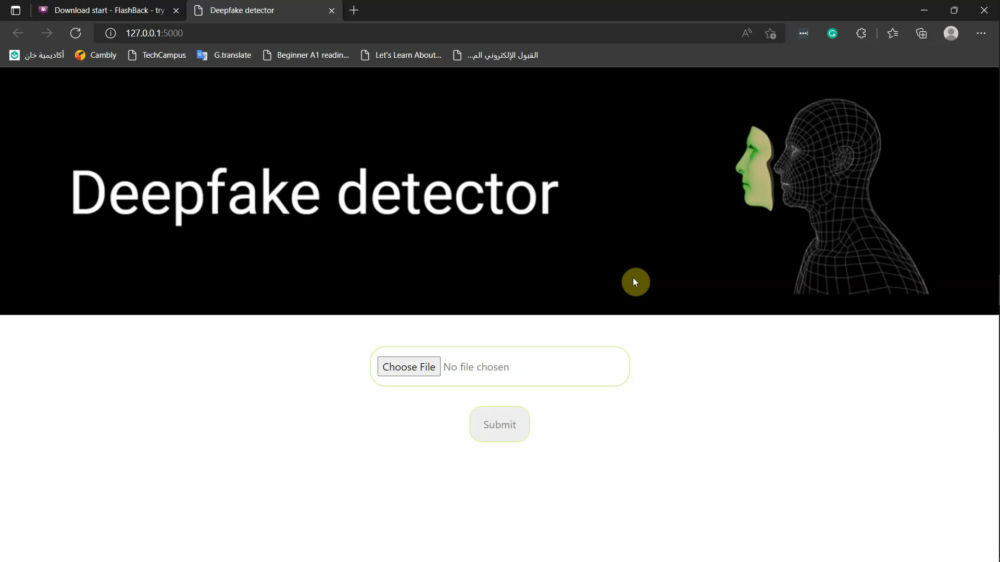 Download start - FlashBack - try
Deepfake detector
127.0.0.1:5000
أكاديمية خان
Cambly
TechCampus
G.translate
Beginner A1 readin...
Let's Learn About...
القبول الإلكتروني الم...
Deepfake detector
Choose File No file chosen
Submit